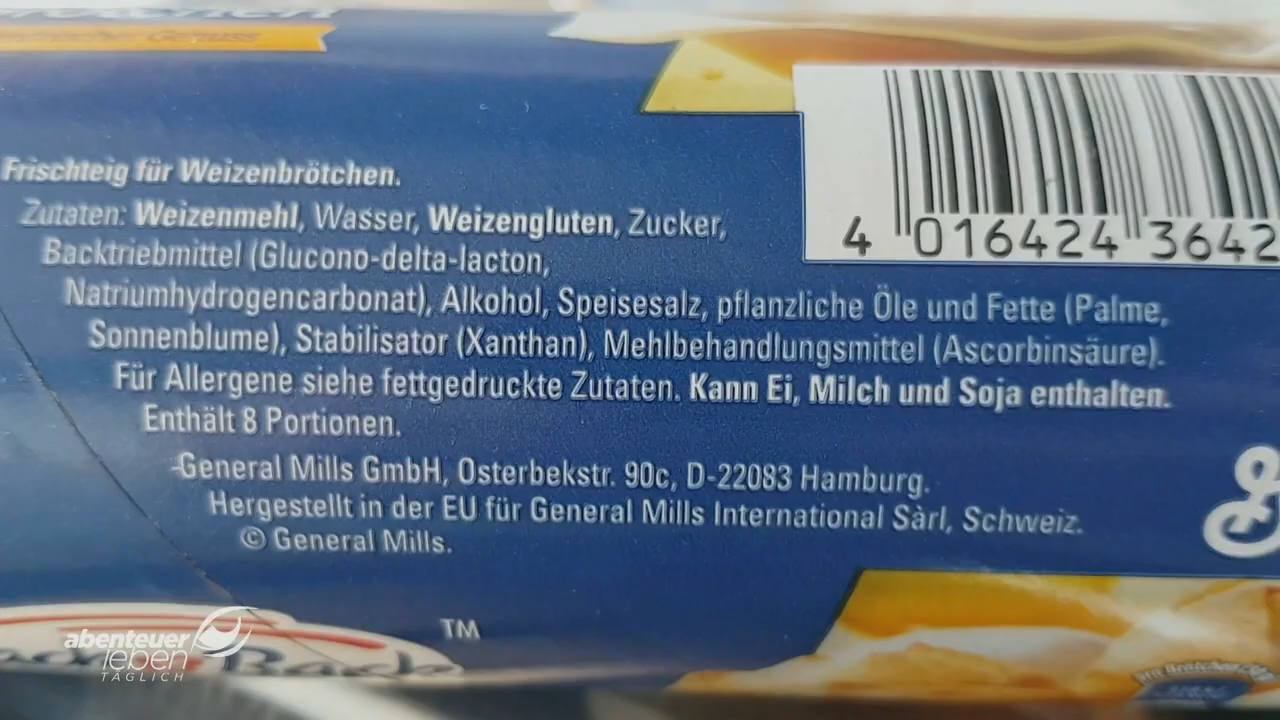 Genuss
Frischteig für Weizenbrötchen.
Zutaten: Weizenmehl, Wasser, Weizengluten, Zucker,
Backtriebmittel (Glucono-delta-lacton,
Natriumhydrogencarbonat), Alkohol, Speisesalz, pflanzliche Öle und Fette (Palme,
Sonnenblume), Stabilisator (Xanthan), Mehlbehandlungsmittel (Ascorbinsäure).
Für Allergene siehe fettgedruckte Zutaten. Kann Ei, Milch und Soja enthalten.
Enthält 8 Portionen.
General Mills GmbH, Osterbekstr. 90c, D-22083 Hamburg.
Hergestellt in der EU für General Mills International Sàrl, Schweiz.
© General Mills.
4 016424 3642
TM
abenteuer
leben
TÄGLICH
Back